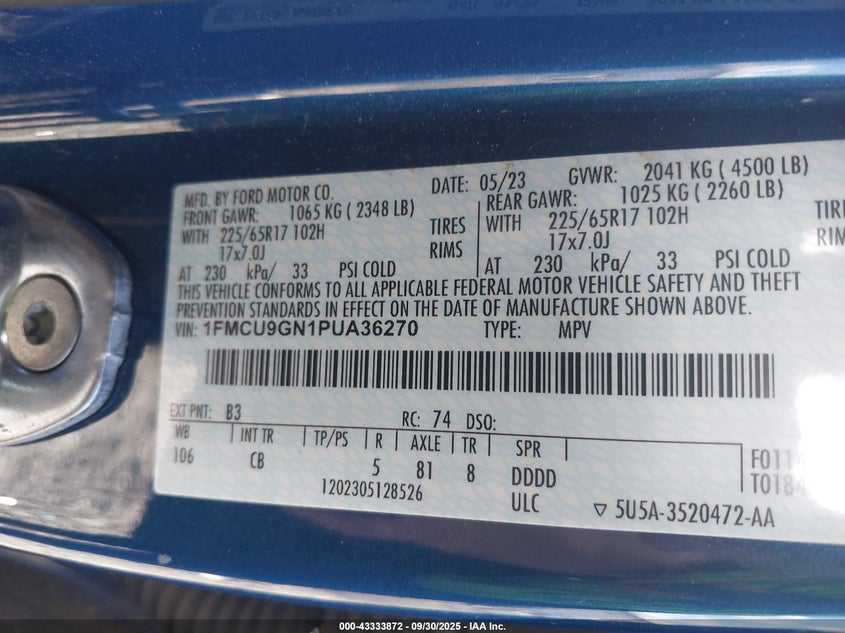 MFD. BY FORD MOTOR CO.
DATE: 05/23
GVWR: 2041 KG ( 4500 LB)
FRONT GAWR: 1065 KG ( 2348 LB)
REAR GAWR: 1025 KG ( 2260 LB)
WITH 225/65R17 102H TIRES
WITH 225/65R17 102H TIRE
17x7.0J RIMS
17x7.0J RIM
AT 230 kPa/ 33 PSI COLD
AT 230 kPa/ 33 PSI COLD
THIS VEHICLE CONFORMS TO ALL APPLICABLE FEDERAL MOTOR VEHICLE SAFETY AND THEFT
PREVENTION STANDARDS IN EFFECT ON THE DATE OF MANUFACTURE SHOWN ABOVE.
VIN: 1FMCU9GN1PUA36270 TYPE: MPV
EXT PNT: B3 RC: 74 DSO:
WB INT TR TP/PS R AXLE TR SPR
106 CB 5 81 8 DDDD
F0114
1202305128526 ULC
T0184
▽ 5U5A-3520472-AA
000-43333872 - 09/30/2025 - IAA Inc.